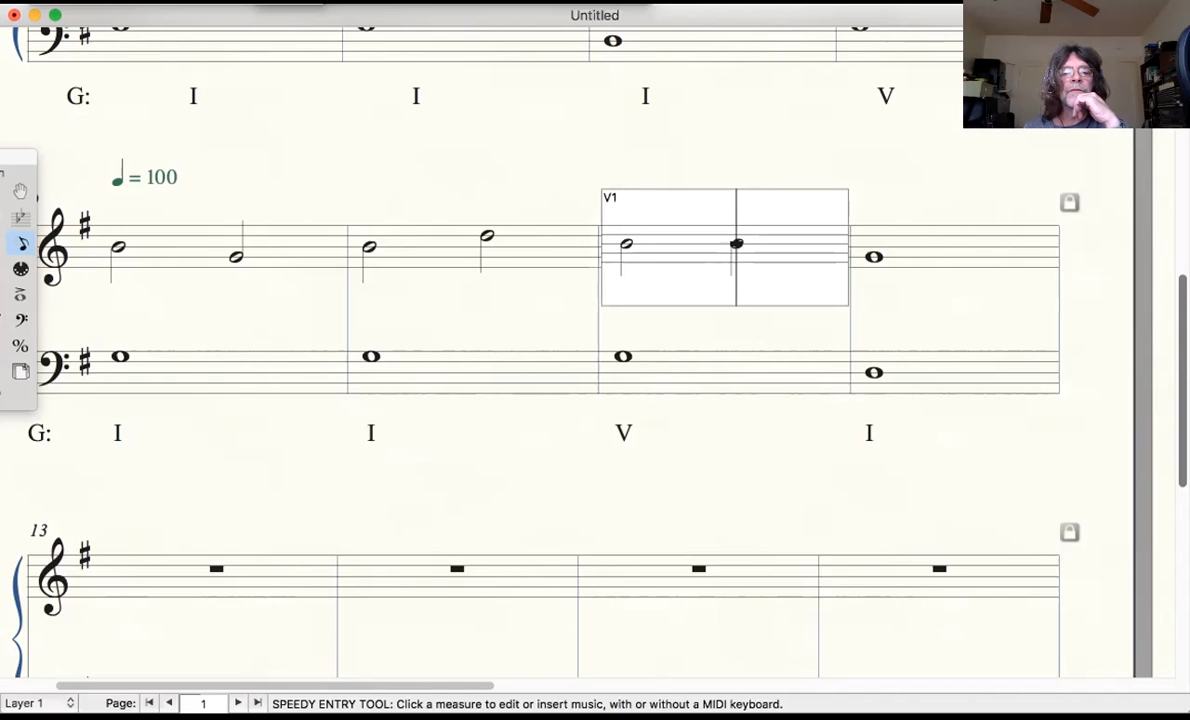 Untitled
G: I I I V
= 100
V1
G: I I V I
13
Layer 1 Page: 1 SPEEDY ENTRY TOOL: Click a measure to edit or insert music, with or without a MIDI keyboard.